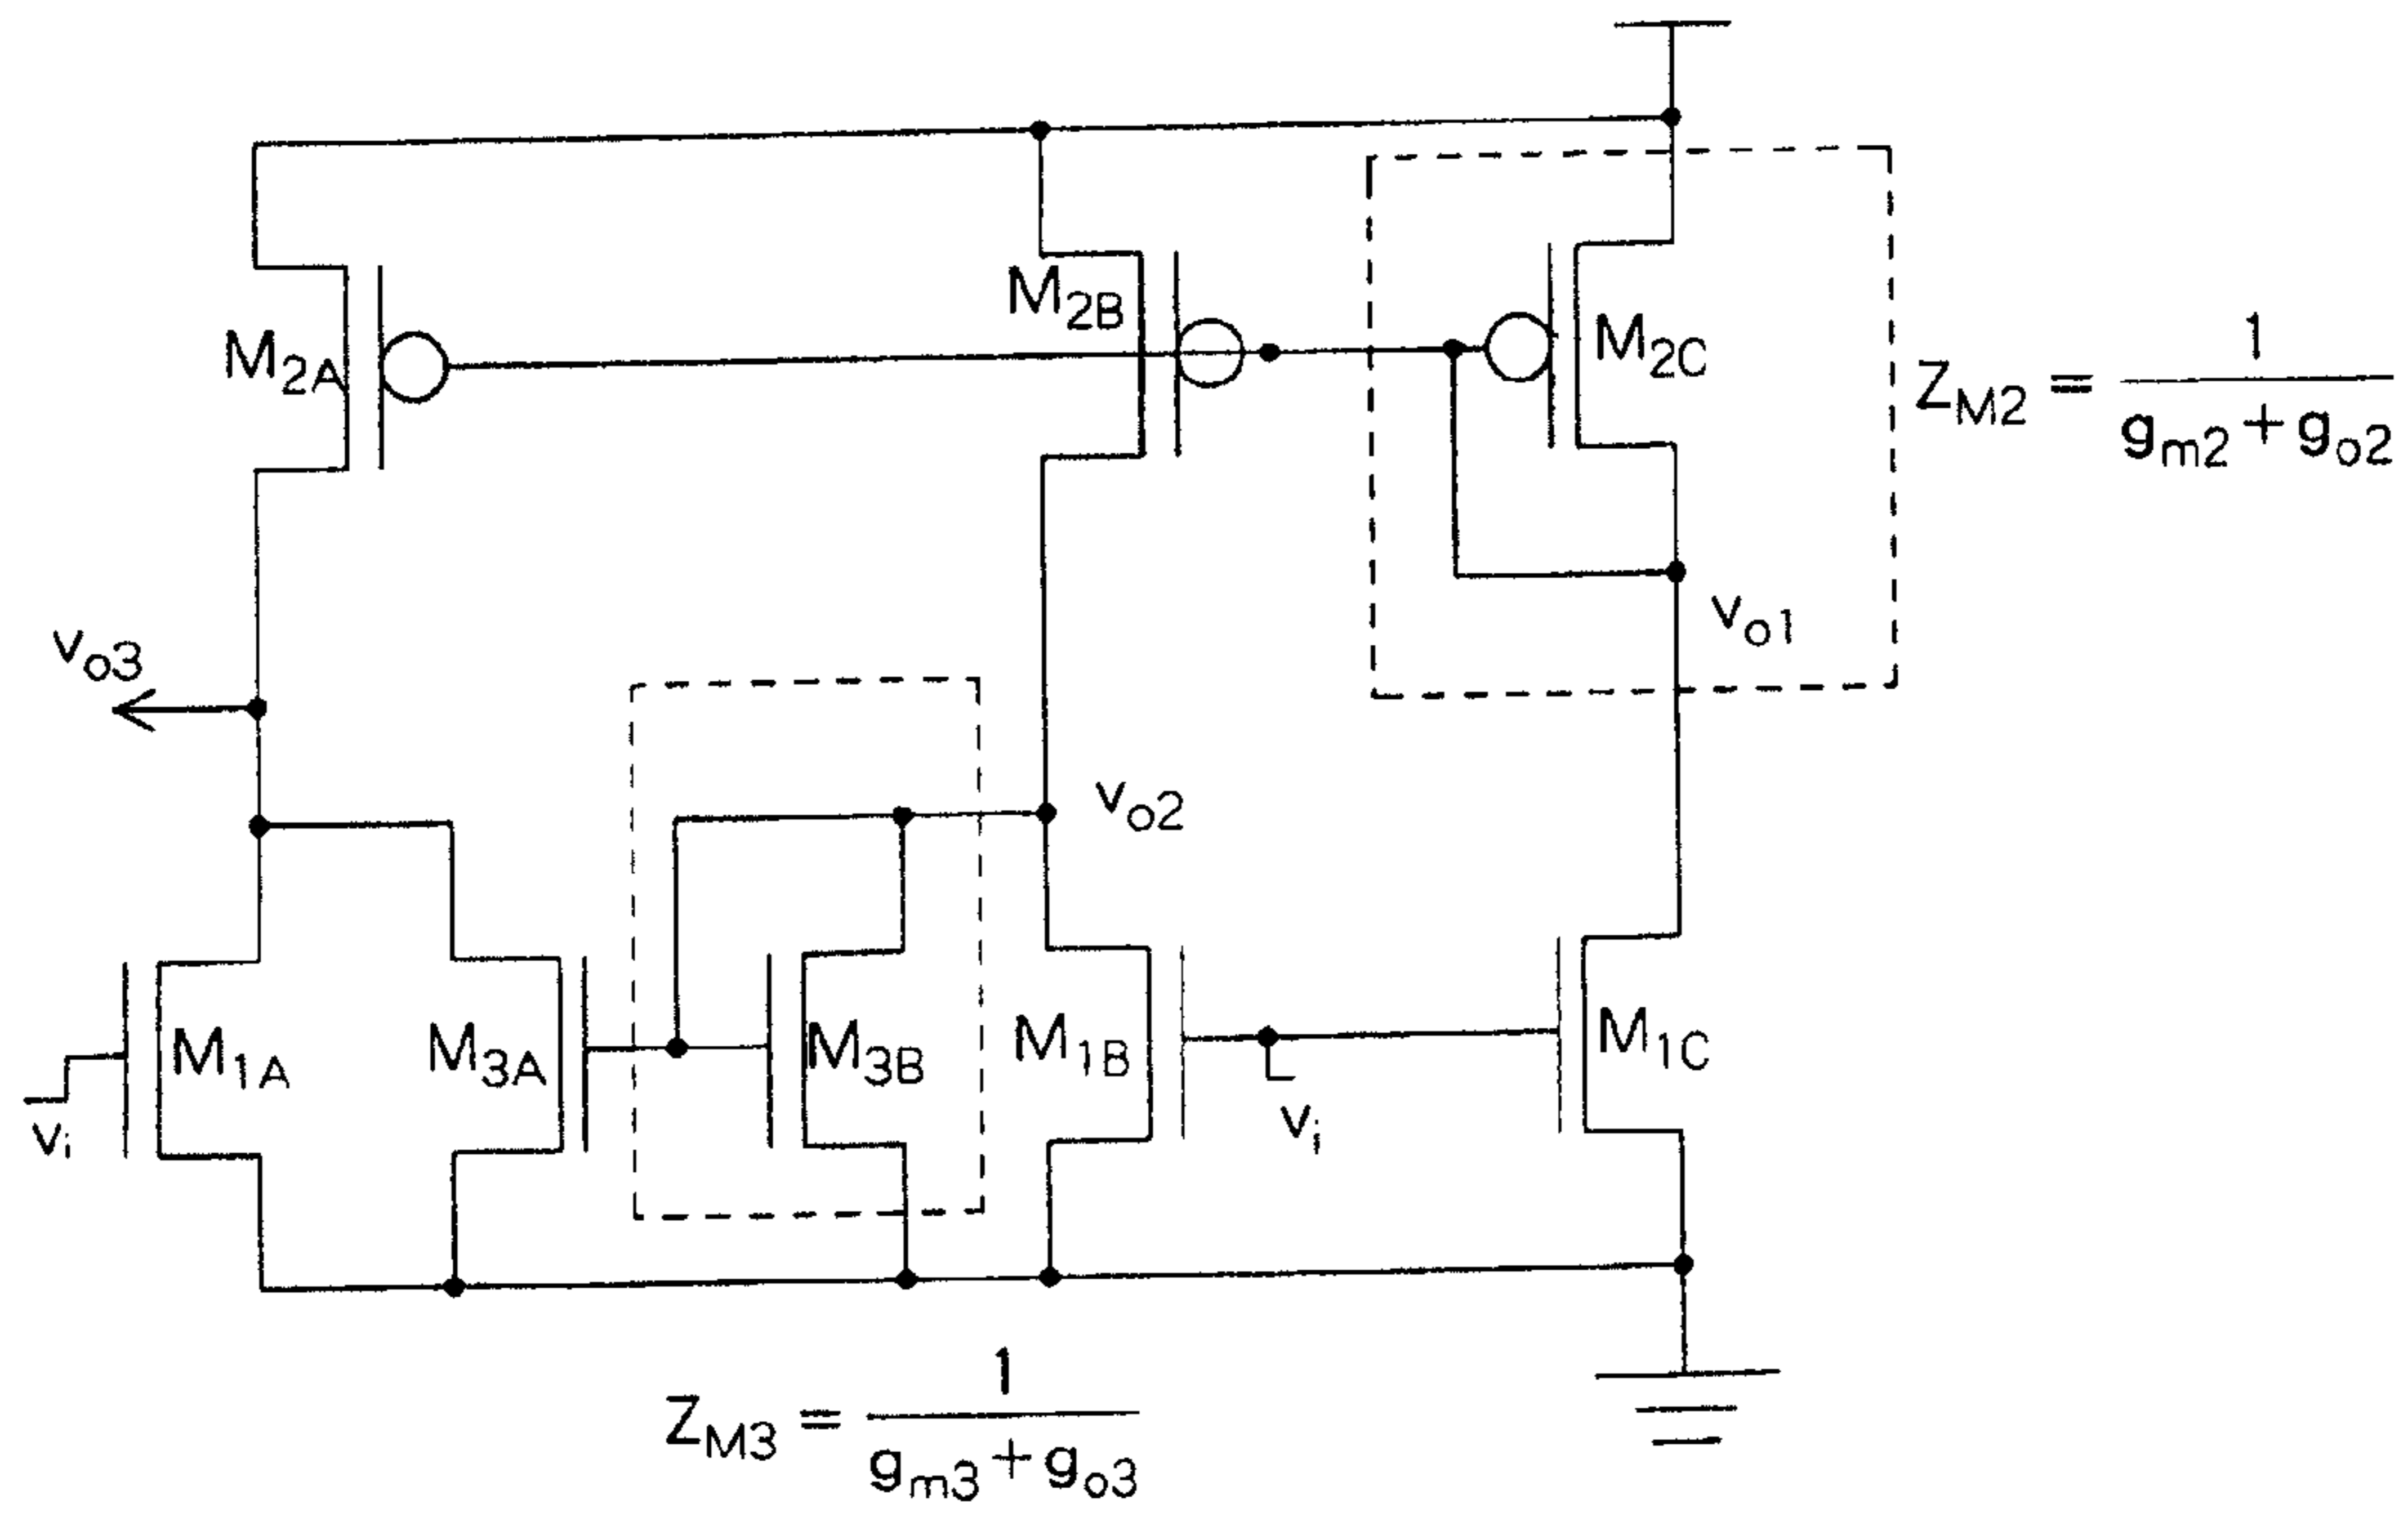 M2B
M2A
M2C
ZM2 = 1 / gm2 + go2
vo1
vo3
vo2
M1A
M3A
M3B
M1B
M1C
vi
vi
ZM3 = 1 / gm3 + go3